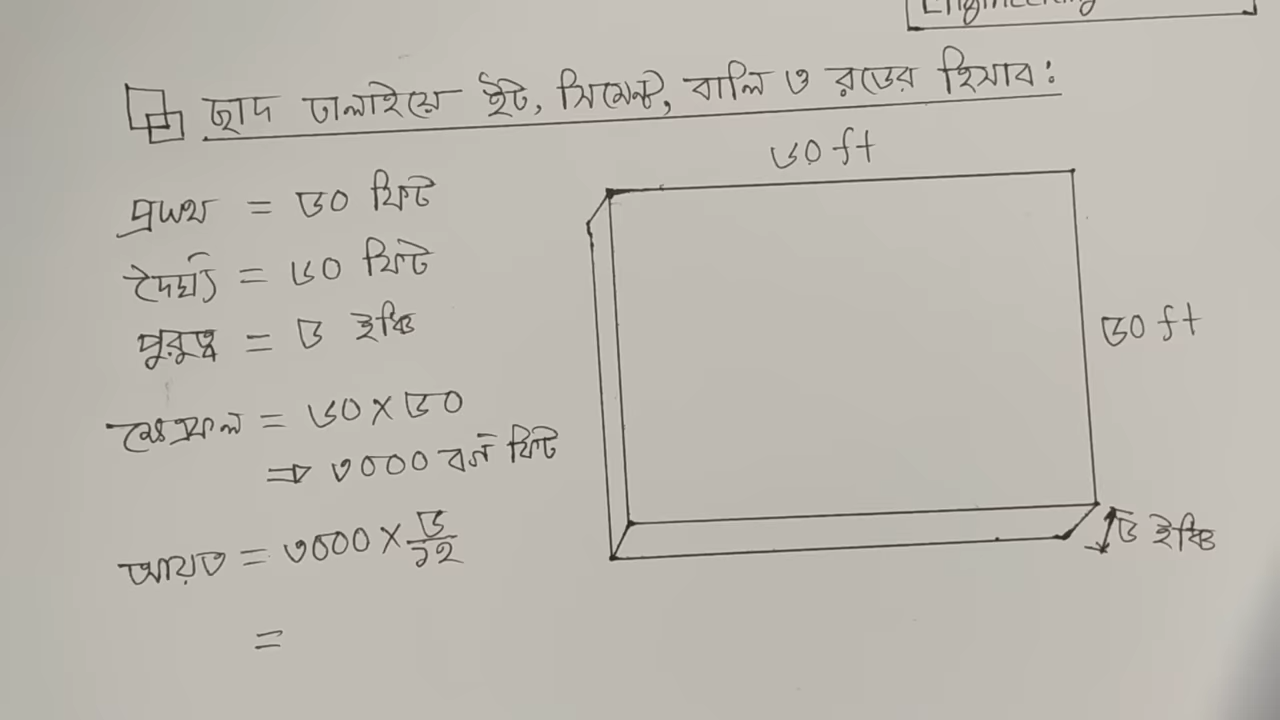 Engineering
ছাদ ঢালাইয়ে ইট, সিমেন্ট, বালি ও রডের হিসাব:
৬০ ft
প্রস্থ = ৫০ ফিট
দৈর্ঘ্য = ৬০ ফিট
পুরুত্ব = ৫ ইঞ্চি
৫০ ft
ক্ষেত্রফল = ৬০ × ৫০
⇒ ৩০০০ বর্গ ফিট
আয়ত = ৩০০০ × ৫/১২
৫ ইঞ্চি
=